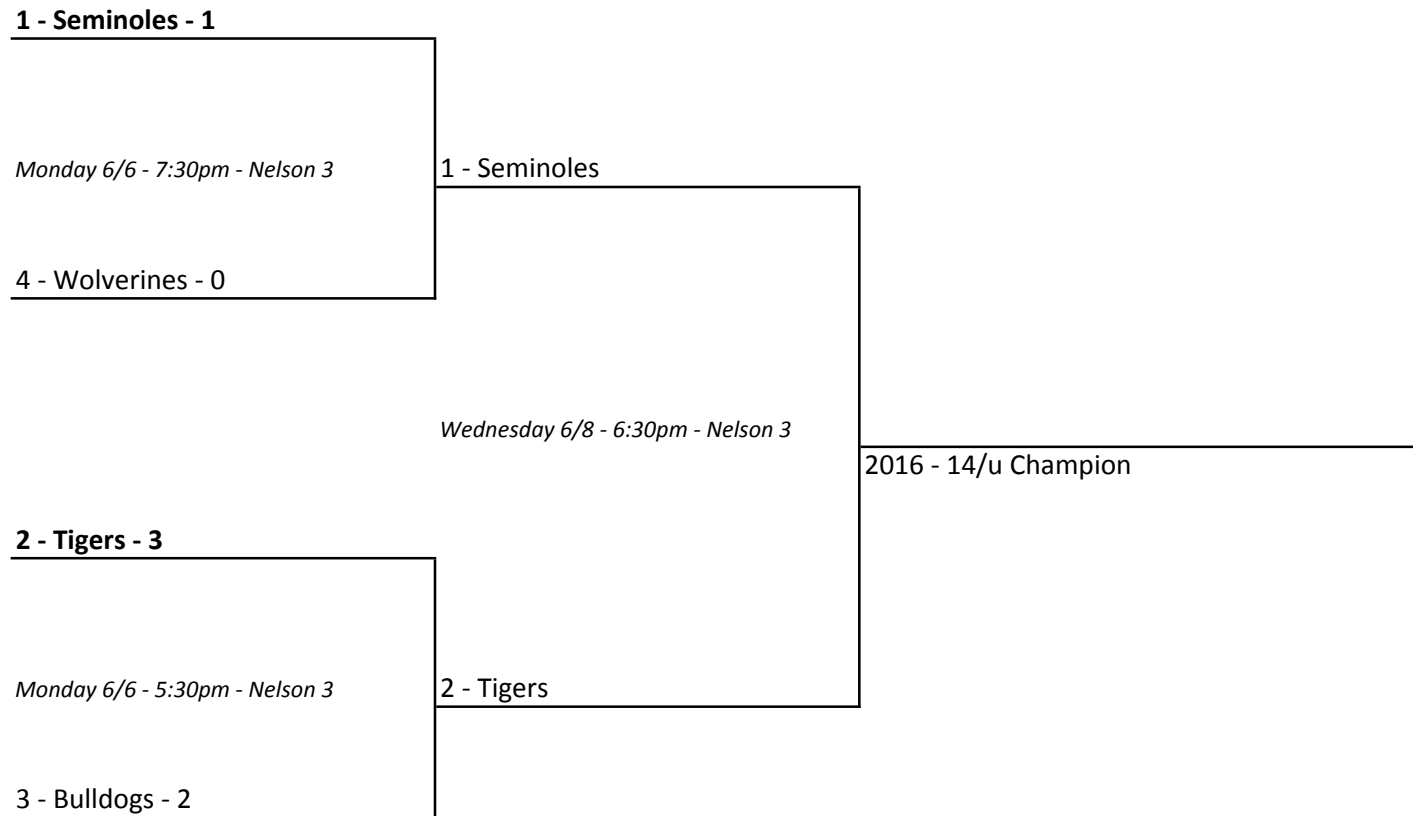 1 - Seminoles - 1
Monday 6/6 - 7:30pm - Nelson 3
1 - Seminoles
4 - Wolverines - 0
Wednesday 6/8 - 6:30pm - Nelson 3
2016 - 14/u Champion
2 - Tigers - 3
Monday 6/6 - 5:30pm - Nelson 3
2 - Tigers
3 - Bulldogs - 2